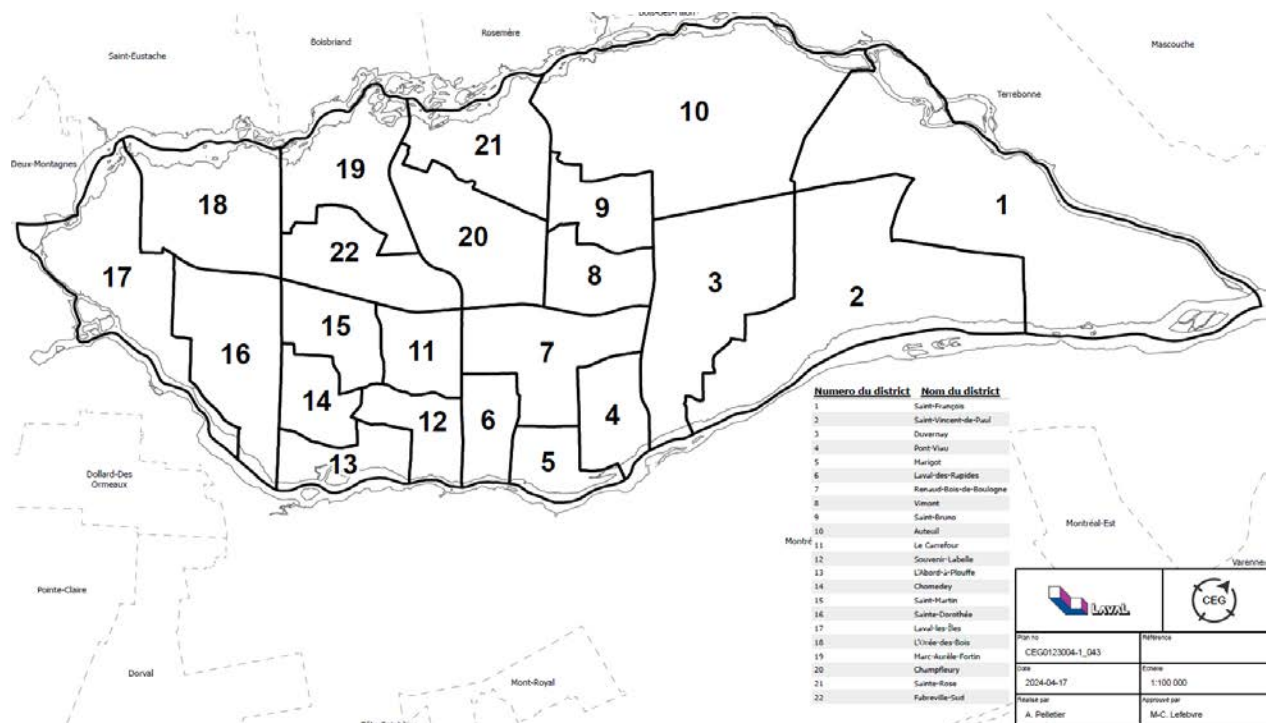 Bois-des-Filion
Rosemère
Boisbriand
Mascouche
Saint-Eustache
Terrebonne
10
21
19
Deux-Montagnes
18
9
1
20
22
17
8
3
2
15
16
11
7
14
12
6
4
13
5
Dollard-Des
Ormeaux
Numero du district Nom du district
1 Saint-François
2 Saint-Vincent-de-Paul
3 Duvernay
4 Pont-Viau
5 Marigot
6 Laval-des-Rapides
7 Renaud-Bois-de-Boulogne
8 Vimont
9 Saint-Bruno
10 Auteuil
11 Le Carrefour
12 Souvenir-Labelle
13 L'Abord-à-Plouffe
14 Chomedey
15 Saint-Martin
16 Sainte-Dorothée
17 Laval-les-Îles
18 L'Orée-des-Bois
19 Marc-Aurèle-Fortin
20 Champfleury
21 Sainte-Rose
22 Fabreville-Sud
Montréal-Est
Montré
Varennes
Pointe-Claire
Dorval
Mont-Royal
LAVAL
CEG
Plan no Référence
CEG0123004-1_043
Date Échelle
2024-04-17 1:100 000
Réalisé par Approuvé par
A. Pelletier M-C. Lefebvre